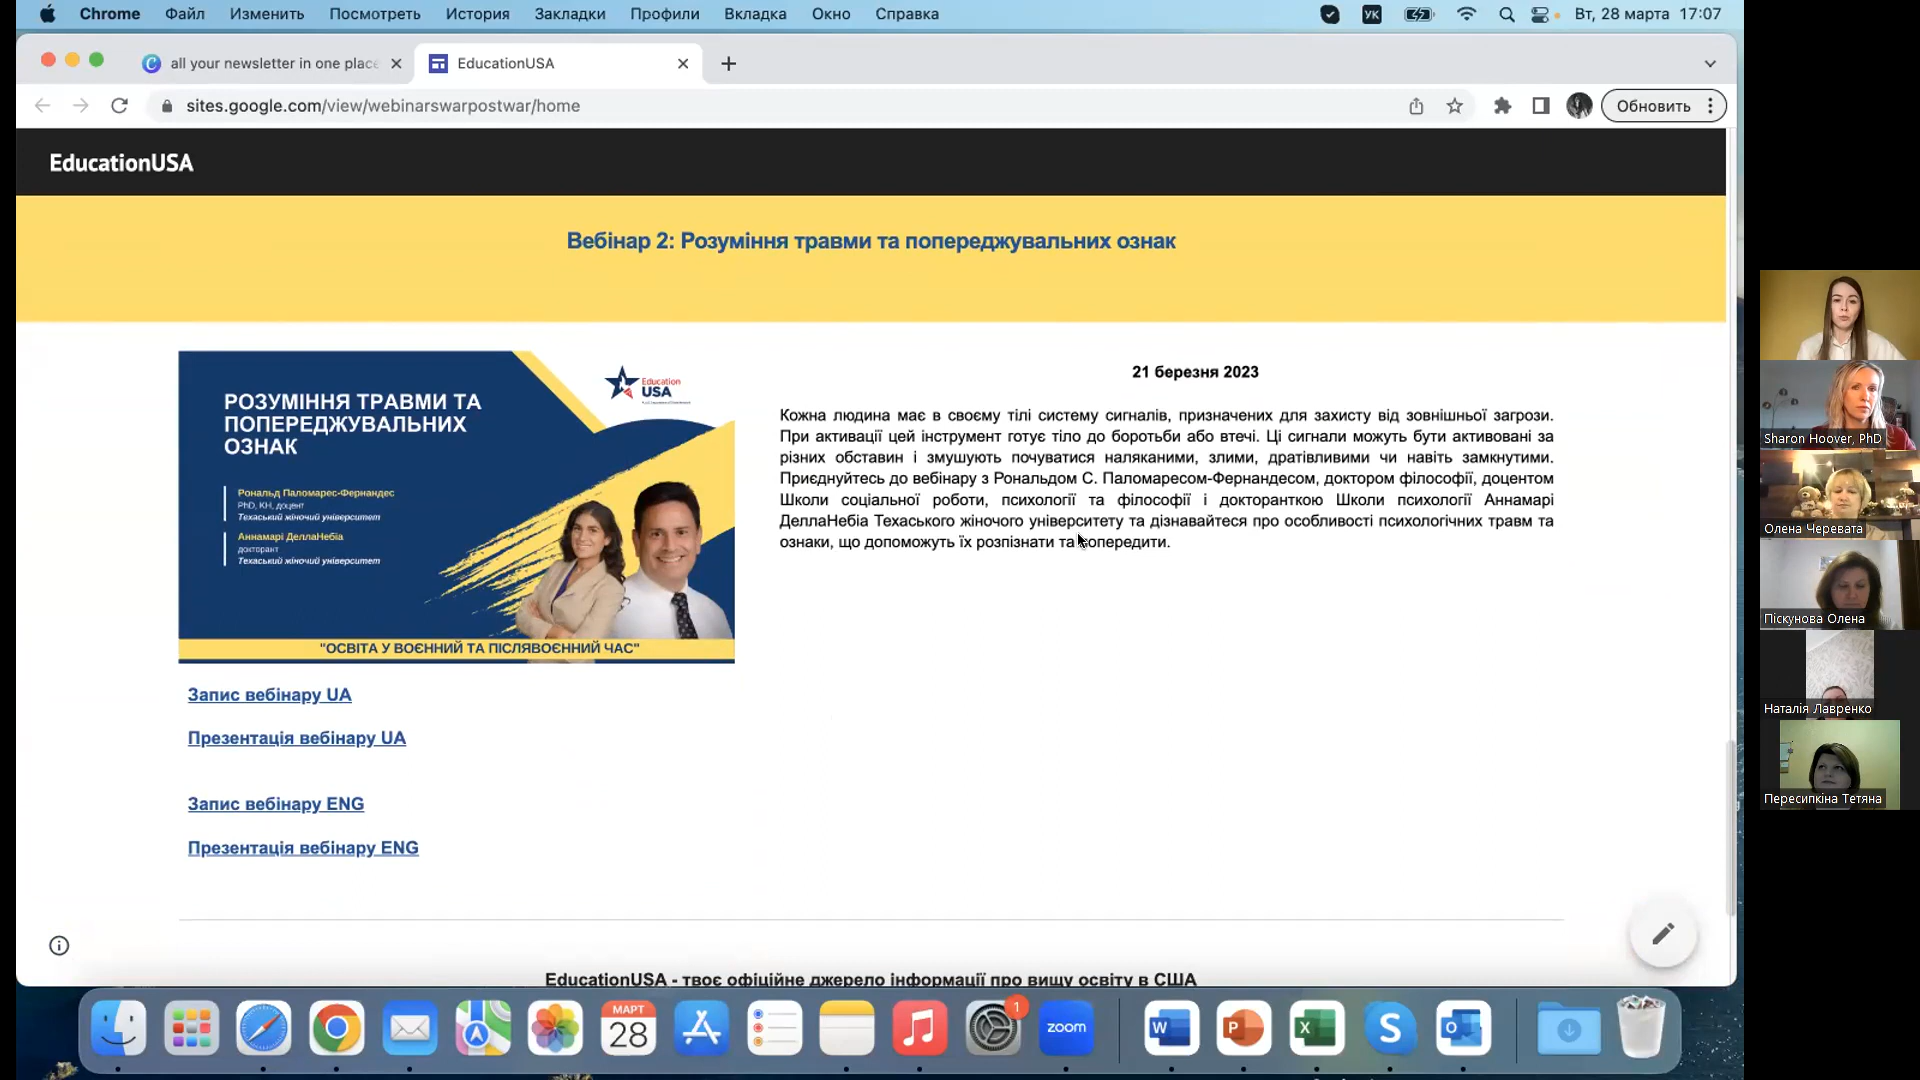 Chrome Файл Изменить Посмотреть История Закладки Профили Вкладка Окно Справка УК Вт, 28 марта 17:07
all your newsletter in one place
EducationUSA
sites.google.com/view/webinarswarpostwar/home
Обновить
EducationUSA
Вебінар 2: Розуміння травми та попереджувальних ознак
РОЗУМІННЯ ТРАВМИ ТА
ПОПЕРЕДЖУВАЛЬНИХ
ОЗНАК
Education
USA
Рональд Паломарес-Фернандес
PhD, КН, доцент
Техаський жіночий університет
Аннамарі ДеллаНебіа
докторант
Техаський жіночий університет
"ОСВІТА У ВОЄННИЙ ТА ПІСЛЯВОЄННИЙ ЧАС"
21 березня 2023
Кожна людина має в своєму тілі систему сигналів, призначених для захисту від зовнішньої загрози.
При активації цей інструмент готує тіло до боротьби або втечі. Ці сигнали можуть бути активовані за
різних обставин і змушують почуватися наляканими, злими, дратівливими чи навіть замкнутими.
Приєднуйтесь до вебінару з Рональдом С. Паломаресом-Фернандесом, доктором філософії, доцентом
Школи соціальної роботи, психології та філософії і докторанткою Школи психології Аннамарі
ДеллаНебіа Техаського жіночого університету та дізнавайтеся про особливості психологічних травм та
ознаки, що допоможуть їх розпізнати та попередити.
Запис вебінару UA
Презентація вебінару UA
Запис вебінару ENG
Презентація вебінару ENG
EducationUSA - твоє офіційне джерело інформації про вищу освіту в США
Sharon Hoover, PhD
Олена Черевата
Піскунова Олена
Наталія Лавренко
Пересипкіна Тетяна
МАРТ
28
1
zoom
W
P
X
S
O